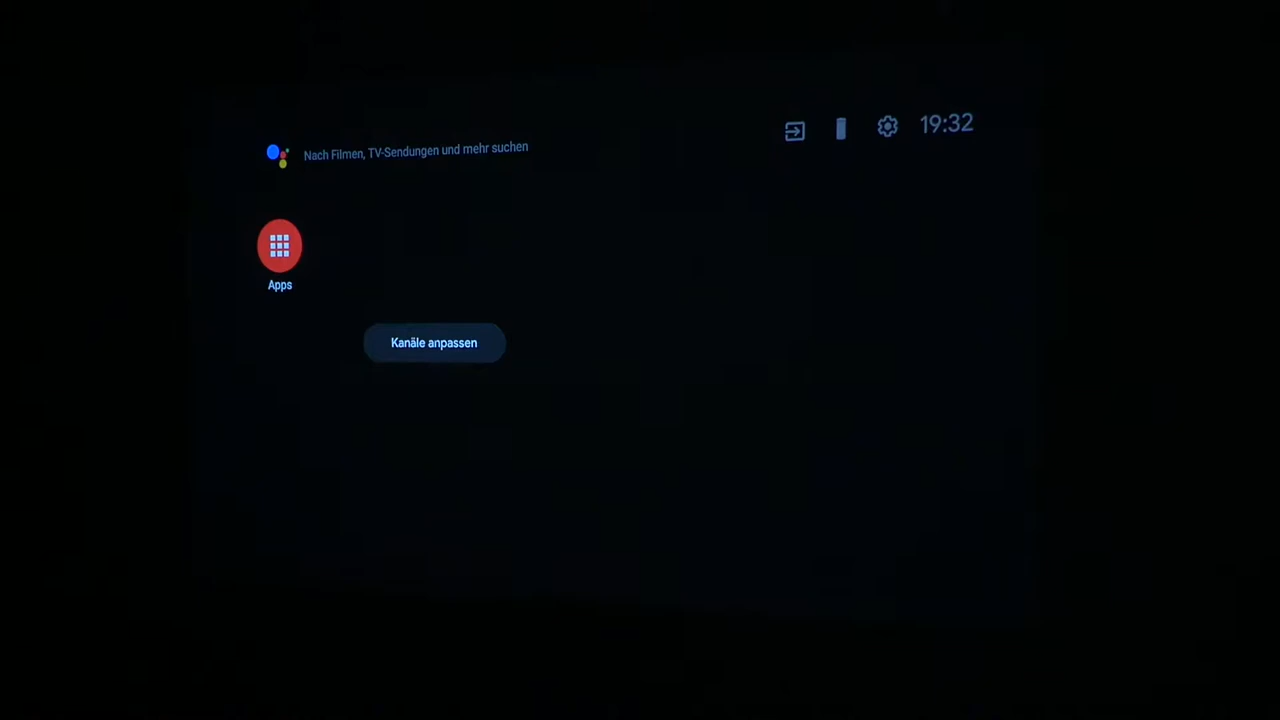 19:32
Nach Filmen, TV-Sendungen und mehr suchen
Apps
Kanäle anpassen